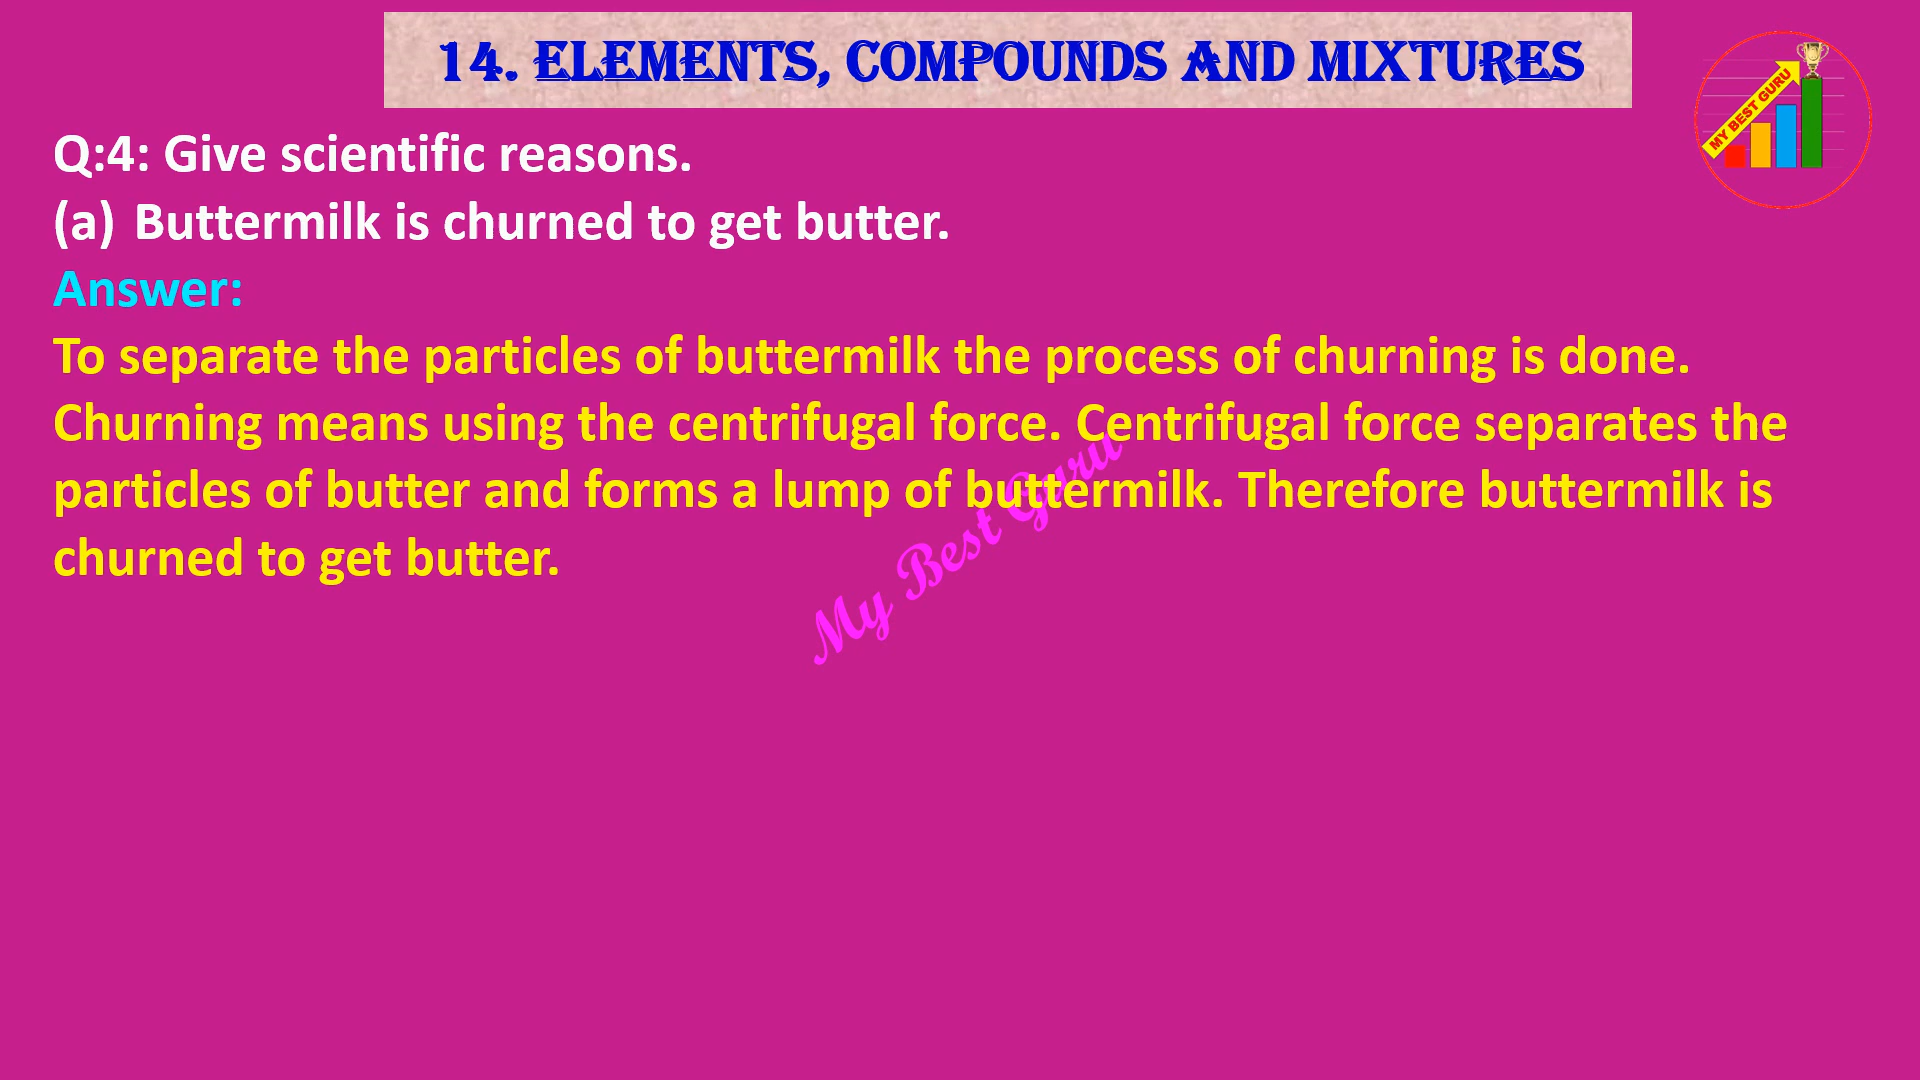 14. ELEMENTS, COMPOUNDS AND MIXTURES
MY BEST GURU
Q:4: Give scientific reasons.
(a) Buttermilk is churned to get butter.
Answer:
To separate the particles of buttermilk the process of churning is done.
Churning means using the centrifugal force. Centrifugal force separates the
particles of butter and forms a lump of buttermilk. Therefore buttermilk is
churned to get butter.
My Best Guru